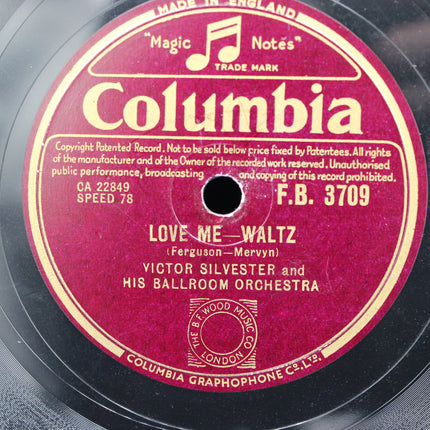 MADE IN ENGLAND
"Magic Notes"
TRADE MARK
Columbia
Copyright Patented Record. Not to be sold below price fixed by Patentees. All rights
of the manufacturer and of the Owner of the recorded work reserved. Unauthorised
public performance, broadcasting and copying of this record prohibited.
CA 22849
SPEED 78
F.B. 3709
LOVE ME—WALTZ
(Ferguson—Mervyn)
VICTOR SILVESTER and
HIS BALLROOM ORCHESTRA
THE B.F. WOOD MUSIC CO
LONDON
COLUMBIA GRAPHOPHONE CO. LTD.